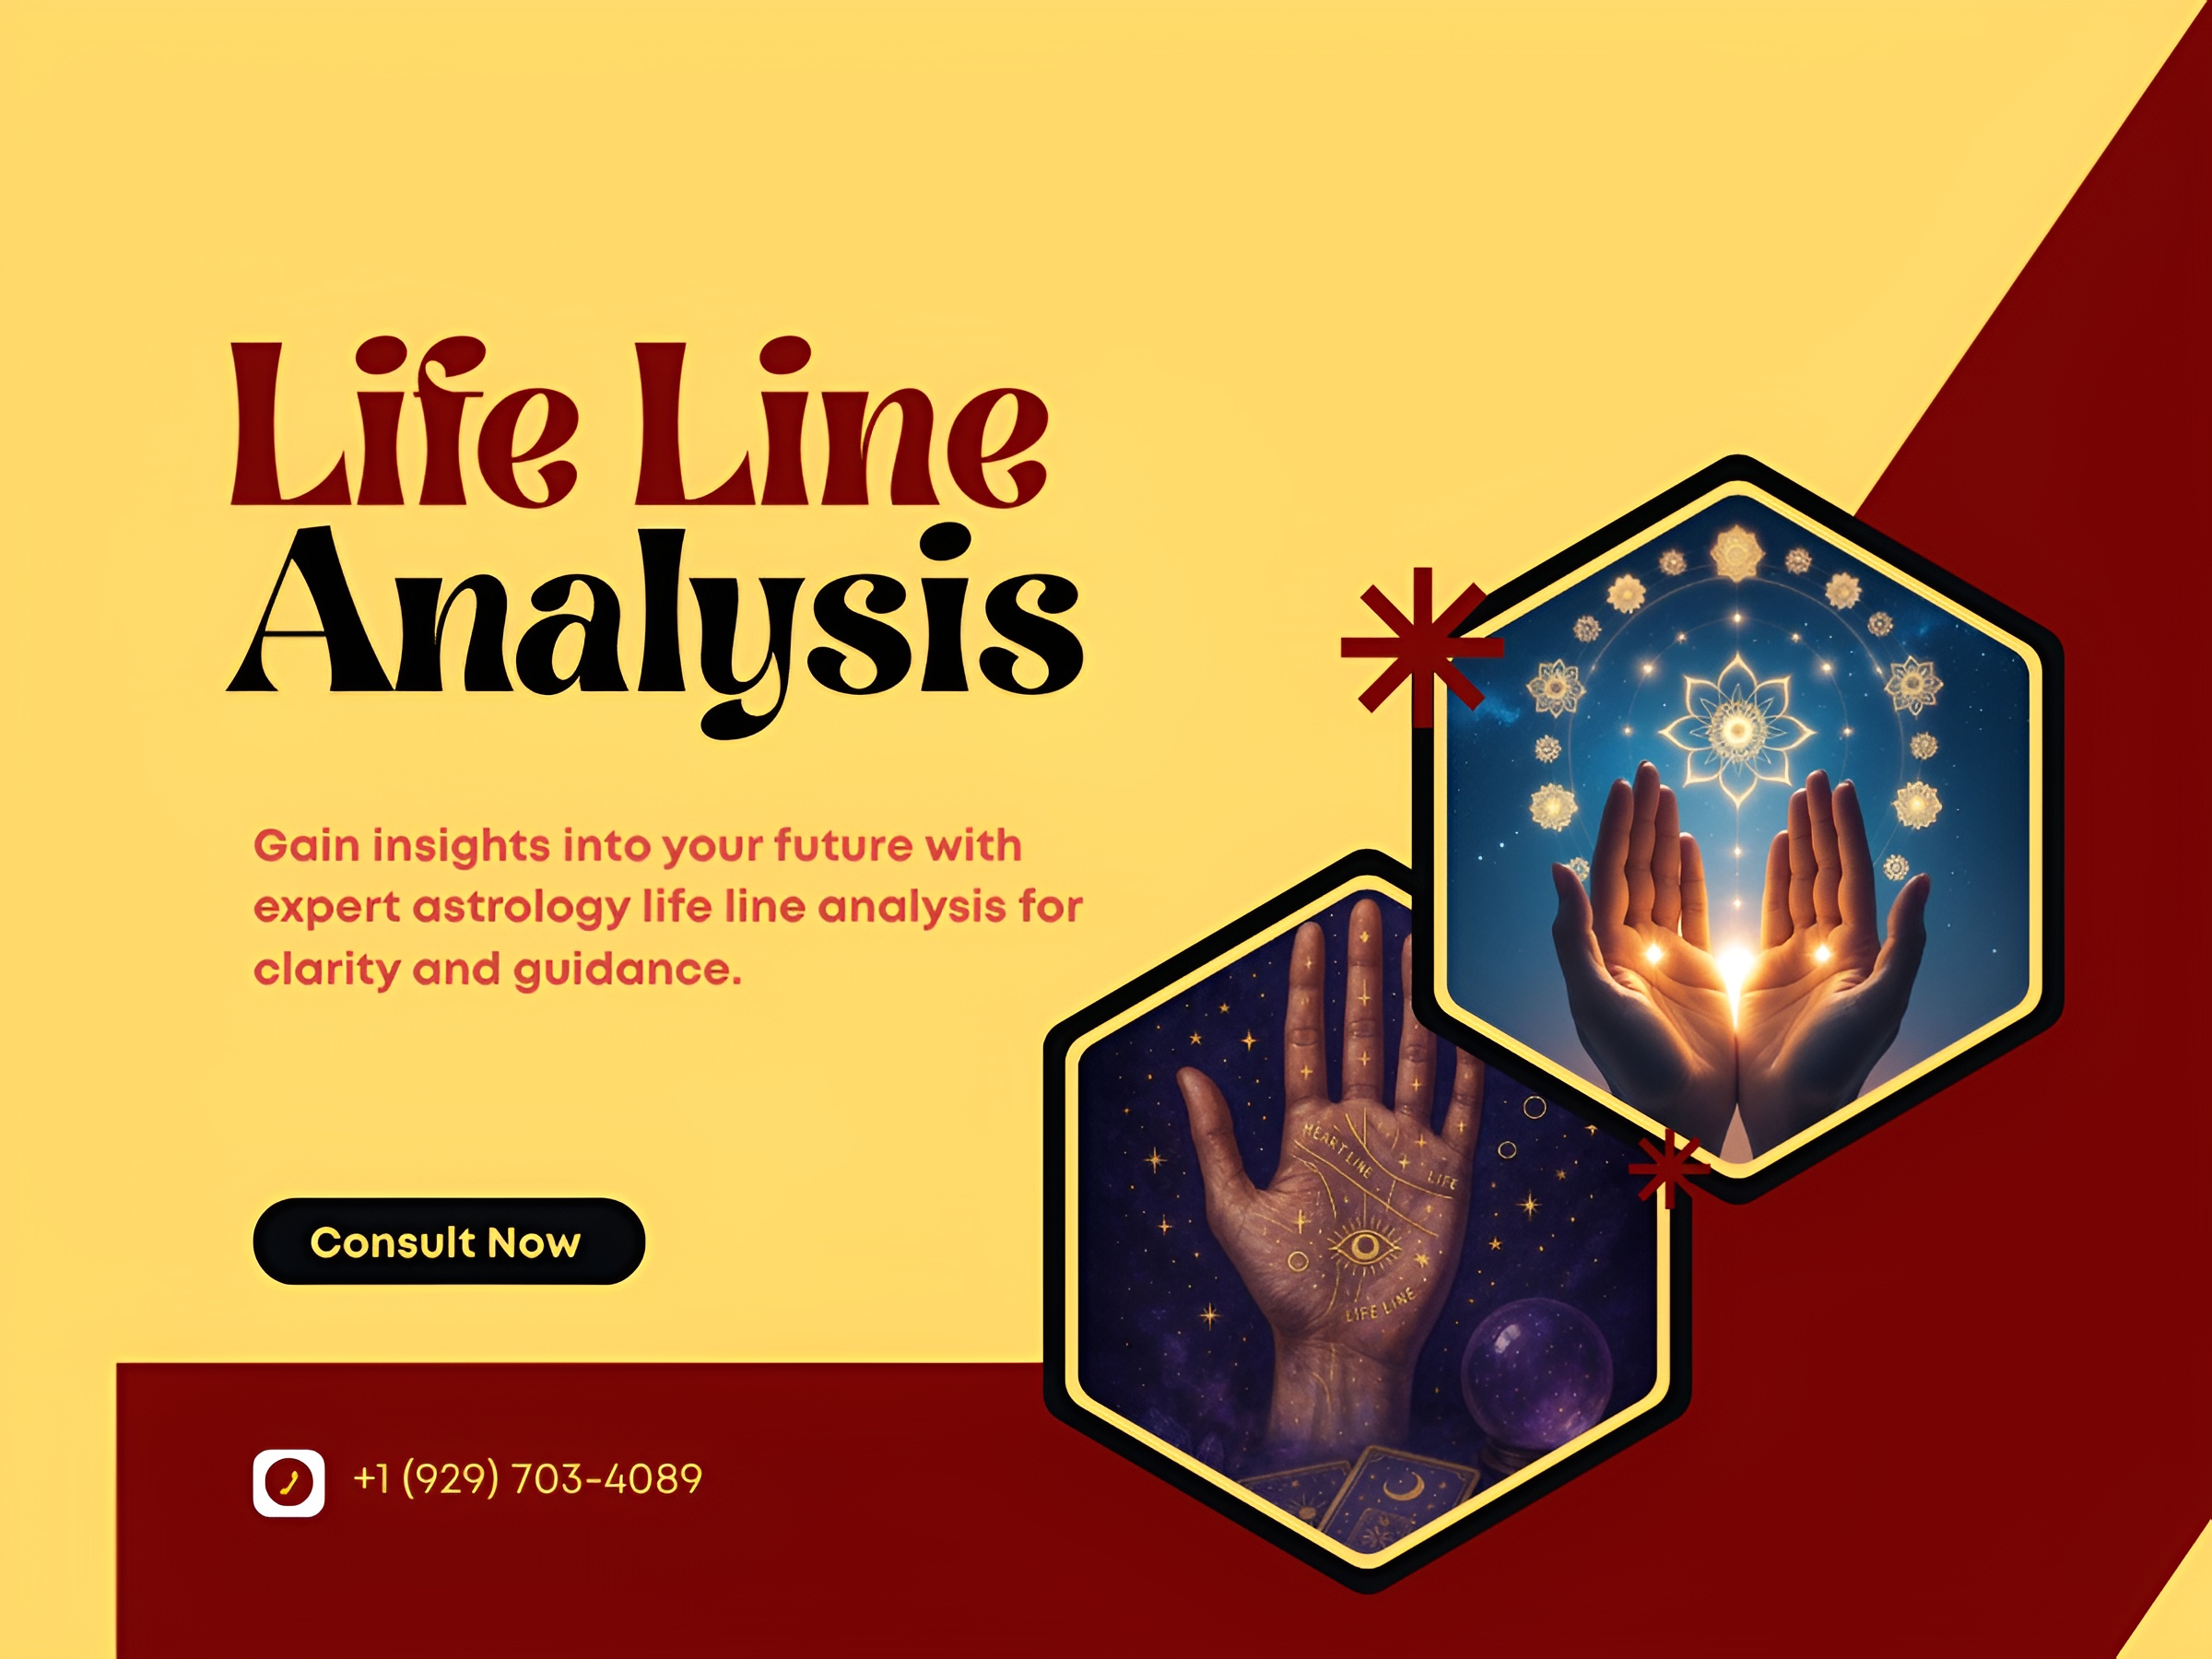 Life Line
Analysis
Gain insights into your future with
expert astrology life line analysis for
clarity and guidance.
Consult Now
+1 (929) 703-4089
HEART LINE
LIFE
LIFE LINE